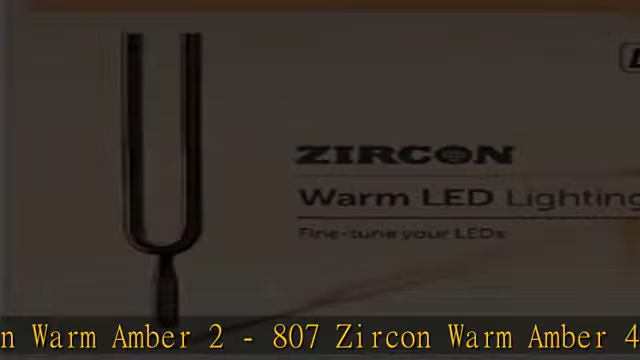 ZIRCON
Warm LED Lighting
Fine-tune your LEDs
n Warm Amber 2 - 807 Zircon Warm Amber 4